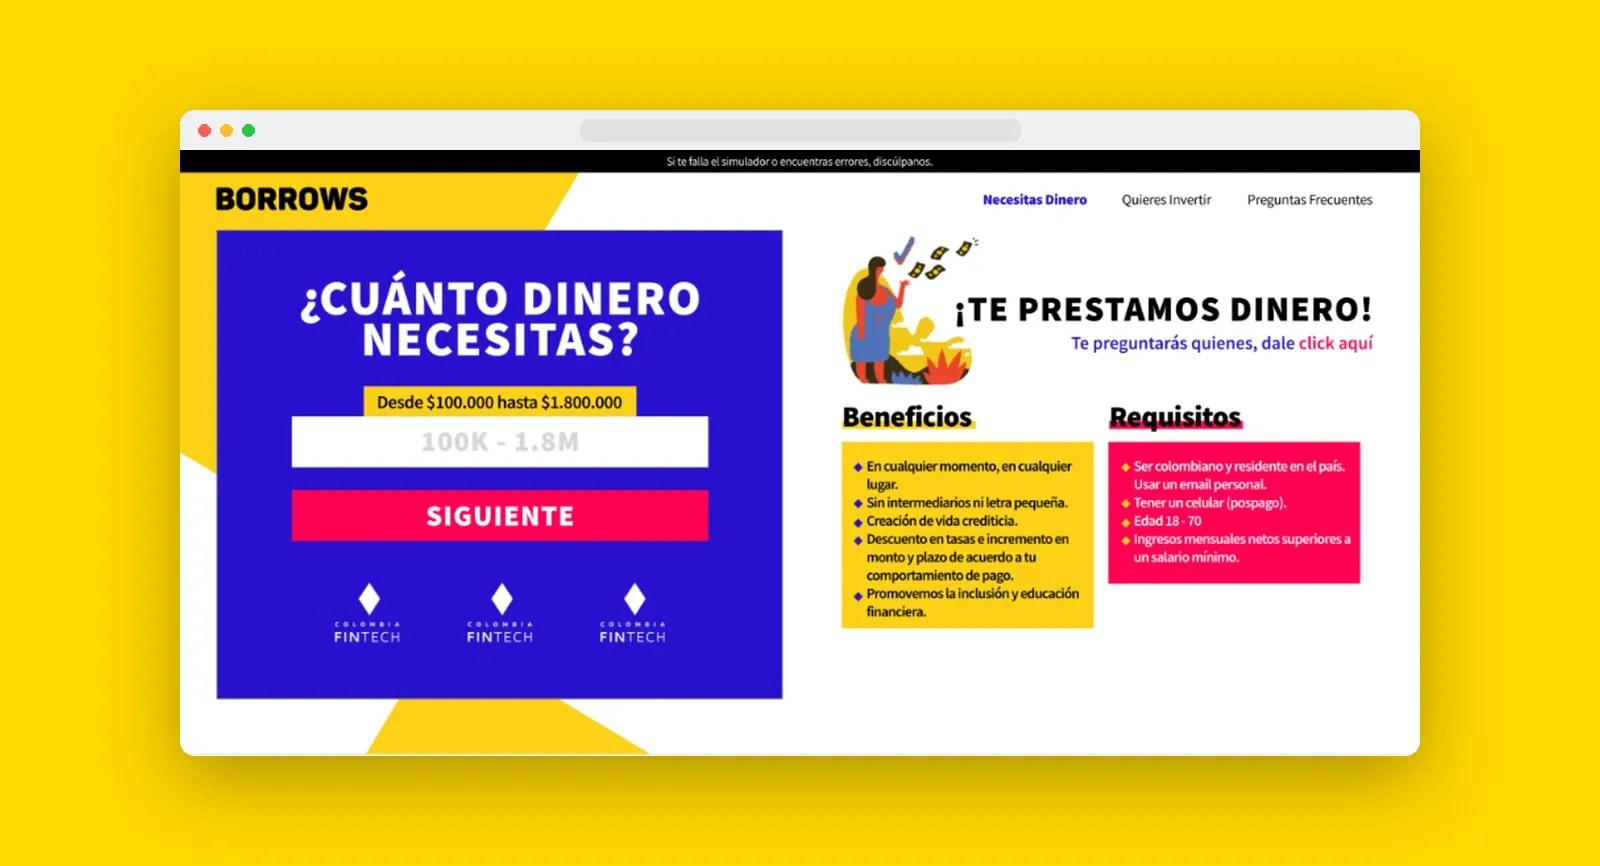 Si te falla el simulador o encuentras errores, discúlpanos.
BORROWS
Necesitas Dinero
Quieres Invertir
Preguntas Frecuentes
¿CUÁNTO DINERO
NECESITAS?
Desde $100.000 hasta $1.800.000
100K - 1.8M
SIGUIENTE
COLOMBIA
FINTECH
COLOMBIA
FINTECH
COLOMBIA
FINTECH
¡TE PRESTAMOS DINERO!
Te preguntarás quienes, dale click aquí
Beneficios
En cualquier momento, en cualquier
lugar.
Sin intermediarios ni letra pequeña.
Creación de vida crediticia.
Descuento en tasas e incremento en
monto y plazo de acuerdo a tu
comportamiento de pago.
Promovemos la inclusión y educación
financiera.
Requisitos
Ser colombiano y residente en el país.
Usar un email personal.
Tener un celular (pospago).
Edad 18 - 70
Ingresos mensuales netos superiores a
un salario mínimo.